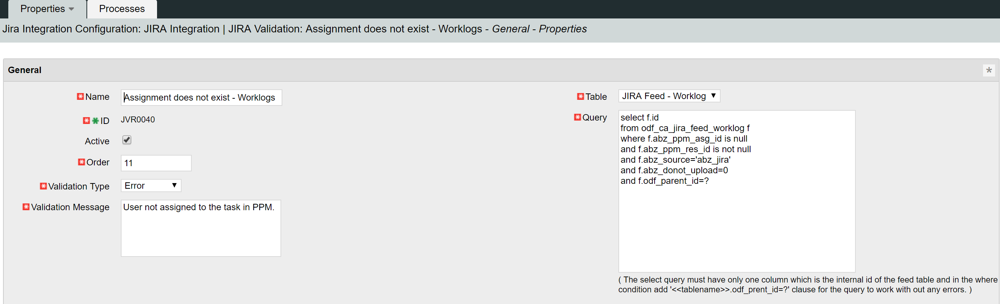 Properties
Processes
Jira Integration Configuration: JIRA Integration | JIRA Validation: Assignment does not exist - Worklogs - General - Properties
General
Name
Assignment does not exist - Worklogs
ID
JVR0040
Active
Order
11
Validation Type
Error
Validation Message
User not assigned to the task in PPM.
Table
JIRA Feed - Worklog
Query
select f.id
from odf_ca_jira_feed_worklog f
where f.abz_ppm_asg_id is null
and f.abz_ppm_res_id is not null
and f.abz_source='abz_jira'
and f.abz_donot_upload=0
and f.odf_parent_id=?
( The select query must have only one column which is the internal id of the feed table and in the where
condition add '<<tablename>>.odf_prent_id=?' clause for the query to work with out any errors. )